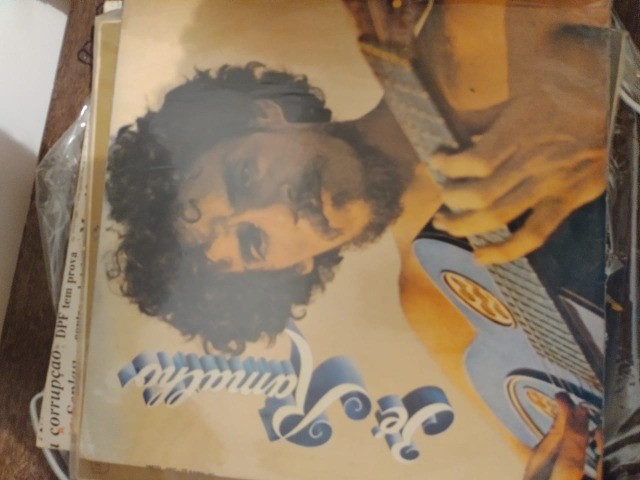 Zé
Ramalho
a corrupção
DPF tem prova